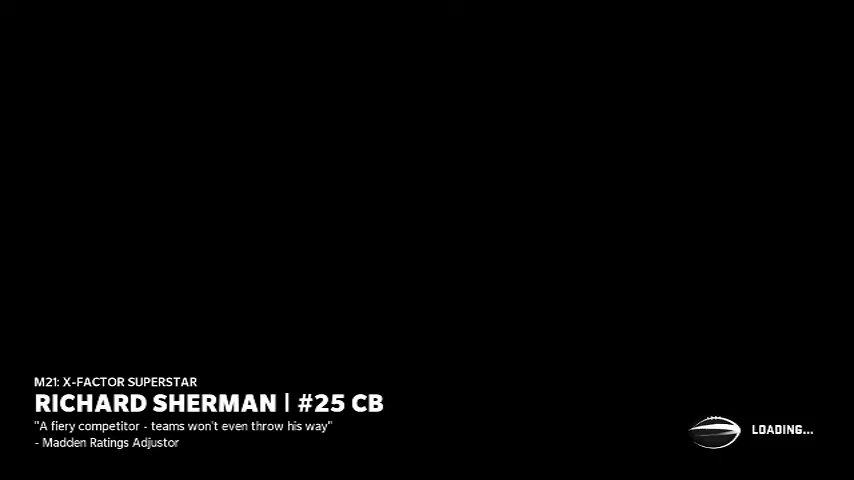 M21: X-FACTOR SUPERSTAR
RICHARD SHERMAN | #25 CB
"A fiery competitor - teams won't even throw his way"
- Madden Ratings Adjustor
LOADING...